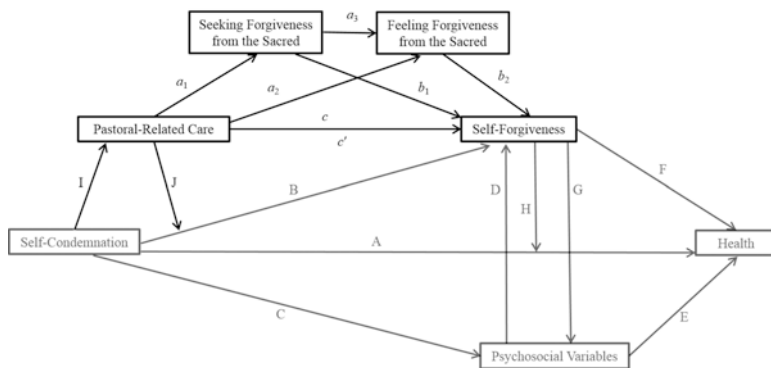 Seeking Forgiveness
from the Sacred
a₃
Feeling Forgiveness
from the Sacred
a₁
a₂
b₁
b₂
Pastoral-Related Care
c
c′
Self-Forgiveness
I
J
B
D
H
G
F
Self-Condemnation
A
Health
C
E
Psychosocial Variables